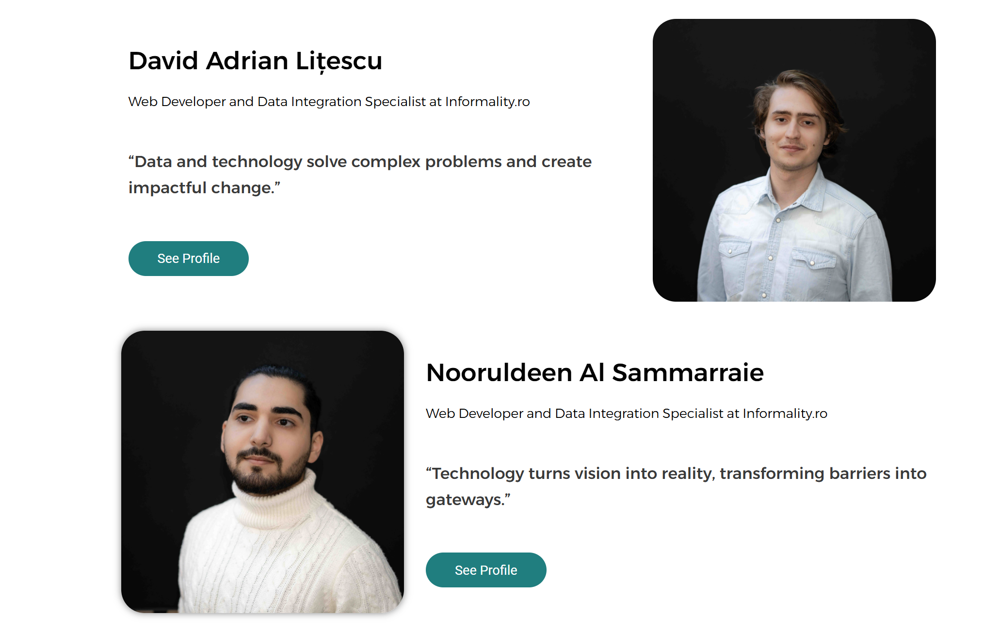 David Adrian Lițescu
Web Developer and Data Integration Specialist at Informality.ro
“Data and technology solve complex problems and create
impactful change.”
See Profile
Nooruldeen Al Sammarraie
Web Developer and Data Integration Specialist at Informality.ro
“Technology turns vision into reality, transforming barriers into
gateways.”
See Profile